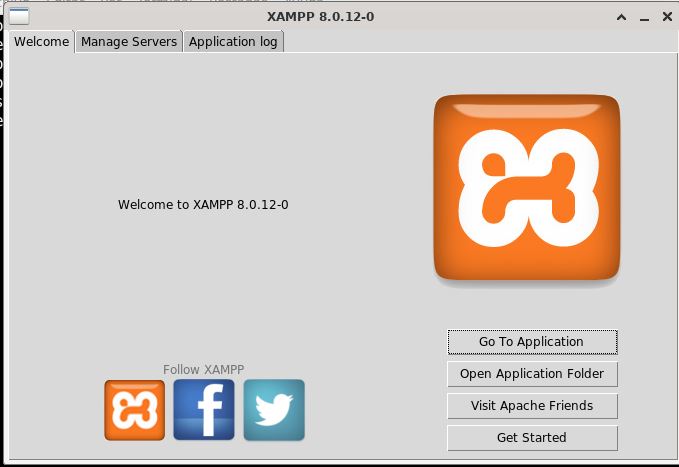 XAMPP 8.0.12-0
Welcome
Manage Servers
Application log
Welcome to XAMPP 8.0.12-0
Follow XAMPP
Go To Application
Open Application Folder
Visit Apache Friends
Get Started